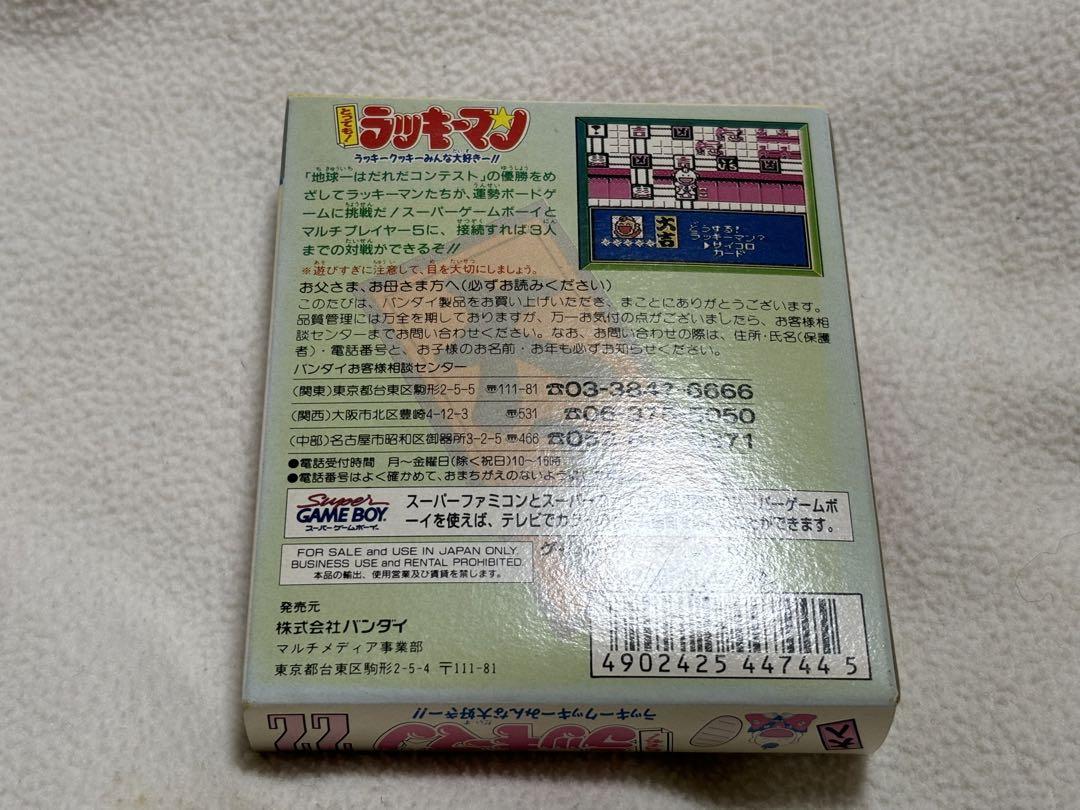 とっても!
ラッキーマン
ラッキークッキーみんな大好きー!!
「地球一はだれだコンテスト」の優勝をめ
ざしてラッキーマンたちが、運勢ボードゲ
ームに挑戦だ!スーパーゲームボーイと
マルチプレイヤー5に、接続すれば3人
までの対戦ができるぞ!!
※遊びすぎに注意して、目を大切にしましょう。
大吉
どうする!
ラッキーマン?
▶サイコロ
カード
お父さま、お母さま方へ(必ずお読みください)
このたびは、バンダイ製品をお買い上げいただき、まことにありがとうございます。
品質管理には万全を期しておりますが、万一お気付の点がございましたら、お客様相
談センターまでお問い合わせください。なお、お問い合わせの際は、住所・氏名(保護
者)・電話番号と、お子様のお名前・お年も必ずお知らせください。
バンダイお客様相談センター
(関東)東京都台東区駒形2-5-5 〠111-81 ☎03-3847-6666
(関西)大阪市北区豊崎4-12-3 〠531 ☎06-375-5050
(中部)名古屋市昭和区御器所3-2-5 〠466
●電話受付時間 月~金曜日(除く祝日)10~16時
●電話番号はよく確かめて、おまちがえのないよう
Super
GAME BOY
スーパーゲームボーイ
スーパーファミコンとスーパー
ーパーゲームボ
ーイを使えば、テレビでカラー
ができます。
FOR SALE and USE IN JAPAN ONLY.
BUSINESS USE and RENTAL PROHIBITED.
本品の輸出、使用営業及び賃貸を禁じます。
発売元
株式会社バンダイ
マルチメディア事業部
東京都台東区駒形2-5-4 〒111-81
4902425 447445
ラッキークッキーみんな大好きー!!
ラッキーマン